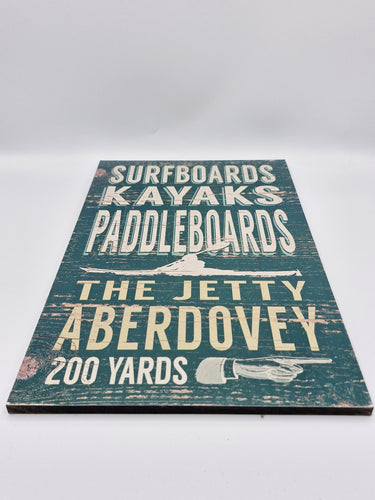 SURFBOARDS
KAYAKS
PADDLEBOARDS
THE JETTY
ABERDOVEY
200 YARDS